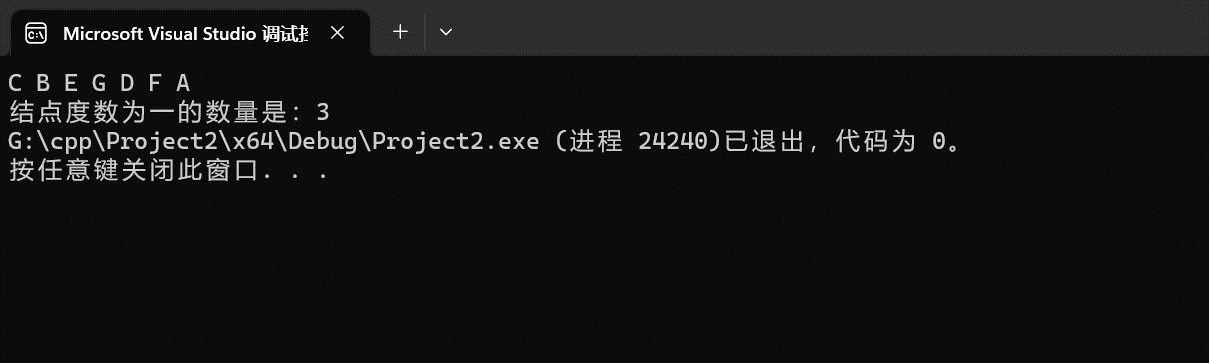 Microsoft Visual Studio 调试
C B E G D F A
结点度数为一的数量是: 3
G:\cpp\Project2\x64\Debug\Project2.exe (进程 24240)已退出，代码为 0。
按任意键关闭此窗口. . .